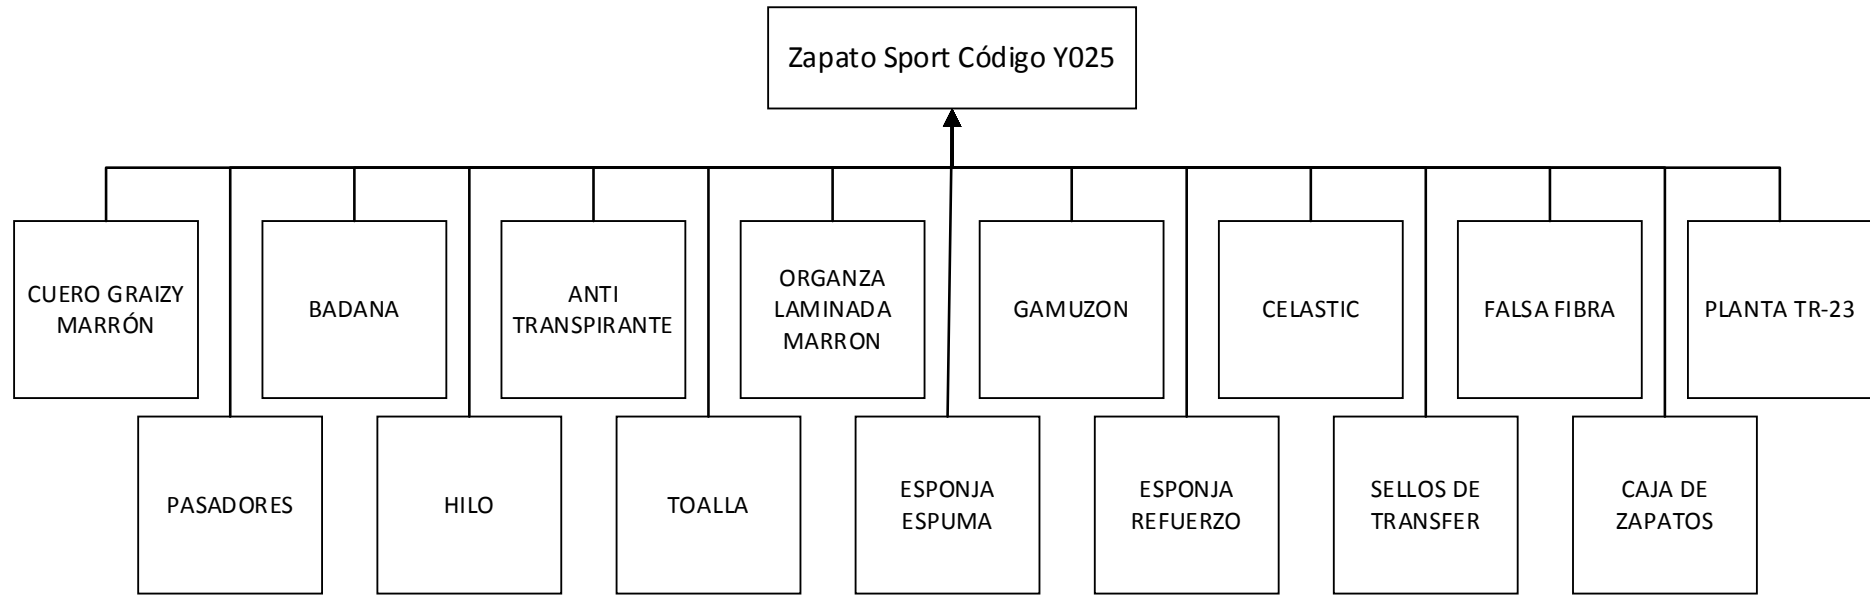 Zapato Sport Código Y025
CUERO GRAIZY
MARRÓN
BADANA
ANTI
TRANSPIRANTE
ORGANZA
LAMINADA
MARRON
GAMUZON
CELASTIC
FALSA FIBRA
PLANTA TR-23
PASADORES
HILO
TOALLA
ESPONJA
ESPUMA
ESPONJA
REFUERZO
SELLOS DE
TRANSFER
CAJA DE
ZAPATOS